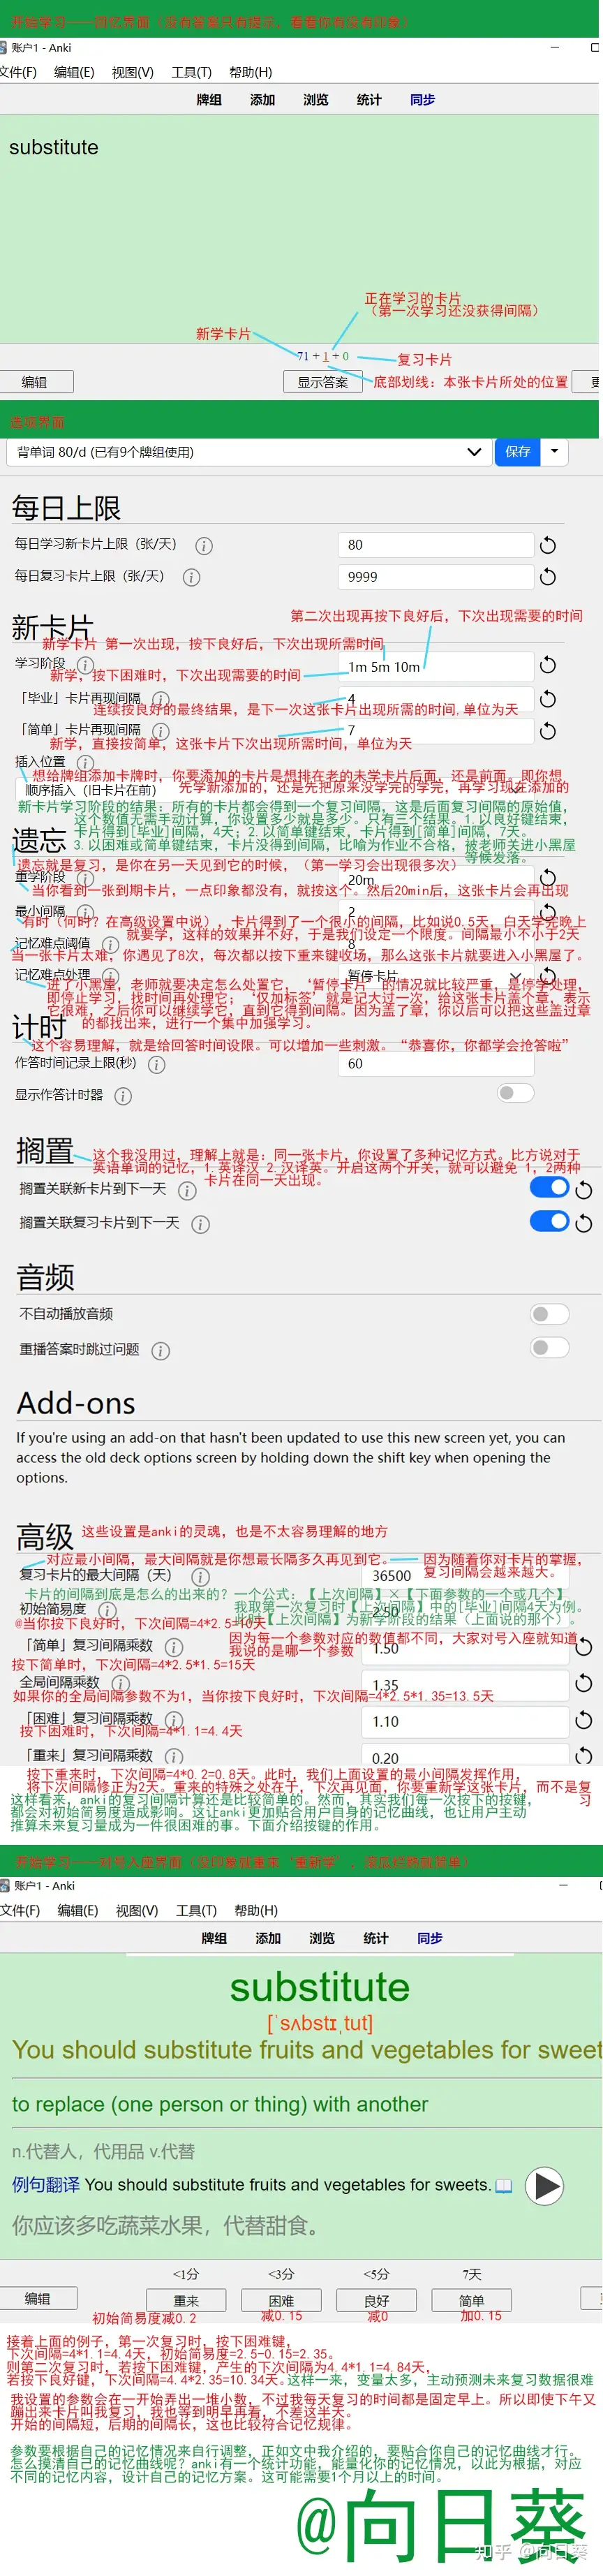 开始学习——回忆界面（没有答案只有提示，看看你有没有印象）
账户1 - Anki
文件(F) 编辑(E) 视图(V) 工具(T) 帮助(H)
牌组 添加 浏览 统计 同步
substitute
正在学习的卡片
（第一次学习还没获得间隔）
新学卡片
71 + 1 + 0
复习卡片
编辑 显示答案
底部划线：本张卡片所处的位置
选项界面
背单词 80/d (已有9个牌组使用)
保存
每日上限
每日学习新卡片上限（张/天）
80
每日复习卡片上限（张/天）
9999
第二次出现再按下良好后，下次出现需要的时间
新卡片
新学卡片 第一次出现，按下良好后，下次出现所需时间
学习阶段
1m 5m 10m
新学，按下困难时，下次出现需要的时间
「毕业」卡片再现间隔
4
连续按良好的最终结果，是下一次这张卡片出现所需的时间.单位为天
「简单」卡片再现间隔
7
新学，直接按简单，这张卡片下次出现所需时间，单位为天
插入位置
想给牌组添加卡牌时，你要添加的卡片是想排在老的未学卡片后面，还是前面，即你想
先学新添加的，还是先把原来没学完的学完，再学习现在添加的
顺序插入（旧卡片在前）
新卡片学习阶段的结果：所有的卡片都会得到一个复习间隔，这是后面复习间隔的原始值，
这个数值无需手动计算，你设置多少就是多少。只有三个结果。1.以良好键结束，
卡片得到[毕业]间隔，4天；2.以简单键结束，卡片得到[简单]间隔，7天。
3.以困难或简单键结束，卡片没得到间隔，比喻为作业不合格，被老师关进小黑屋
等候发落。
遗忘
遗忘就是复习，是你在另一天见到它的时候，（第一学习会出现很多次）
重学阶段
20m
当你看到一张到期卡片，一点印象都没有，就按这个。然后20min后，这张卡片会再出现
最小间隔
2
有时（何时？在高级设置中说），卡片得到了一个很小的间隔，比如说0.5天，白天学完晚上
就要学，这样的效果并不好，于是我们设定一个限度。间隔最小不小于2天
记忆难点阈值
8
当一张卡片太难，你遇见了8次，每次都以按下重来键收场，那么这张卡片就要进入小黑屋了。
记忆难点处理
暂停卡片
进了小黑屋，老师就要决定怎么处置它，‘暂停卡片’的情况就比较严重，是停学处理，
即停止学习，找时间再处理它；‘仅加标签’就是记大过一次，给这张卡片盖个章，表示
它很难，之后你可以继续学它，直到它得到间隔。因为盖了章，你以后可以把这些盖过章
的都找出来，进行一个集中加强学习。
计时
这个容易理解，就是给回答时间设限。可以增加一些刺激。“恭喜你，你都学会抢答啦”
作答时间记录上限(秒)
60
显示作答计时器
搁置
这个我没用过，理解上就是：同一张卡片，你设置了多种记忆方式。比方说对于
英语单词的记忆，1.英译汉 2.汉译英。开启这两个开关，就可以避免 1，2两种
卡片在同一天出现。
搁置关联新卡片到下一天
搁置关联复习卡片到下一天
音频
不自动播放音频
重播答案时跳过问题
Add-ons
If you're using an add-on that hasn't been updated to use this new screen yet, you can
access the old deck options screen by holding down the shift key when opening the
options.
高级
这些设置是anki的灵魂，也是不太容易理解的地方
对应最小间隔，最大间隔就是你想最长隔多久再见到它。
因为随着你对卡片的掌握，
复习间隔会越来越大。
复习卡片的最大间隔（天）
36500
卡片的间隔到底是怎么的出来的？一个公式：【上次间隔】×【下面参数的一个或几个】
我取第一次复习时【上次间隔】中的[毕业]间隔4天为例。
初始简易度
2.50
此时【上次间隔】为新学阶段的结果（上面说的那个）。
@当你按下良好时，下次间隔=4*2.5=10天
因为每一个参数对应的数值都不同，大家对号入座就知道
我说的是哪一个参数
「简单」复习间隔乘数
1.50
按下简单时，下次间隔=4*2.5*1.5=15天
全局间隔乘数
1.35
如果你的全局间隔参数不为1，当你按下良好时，下次间隔=4*2.5*1.35=13.5天
「困难」复习间隔乘数
1.10
按下困难时，下次间隔=4*1.1=4.4天
「重来」复习间隔乘数
0.20
按下重来时，下次间隔=4*0.2=0.8天。此时，我们上面设置的最小间隔发挥作用，
将下次间隔修正为2天。重来的特殊之处在于，下次再见面，你要重新学这张卡片，而不是复
习
这样看来，anki的复习间隔计算还是比较简单的。然而，其实我们每一次按下的按键，
都会对初始简易度造成影响。这让anki更加贴合用户自身的记忆曲线，也让用户主动
推算未来复习量成为一件很困难的事。下面介绍按键的作用。
开始学习——对号入座界面（没印象就重来‘重新学’，滚瓜烂熟就简单）
账户1 - Anki
文件(F) 编辑(E) 视图(V) 工具(T) 帮助(H)
牌组 添加 浏览 统计 同步
substitute
[ˈsʌbstɪˌtut]
You should substitute fruits and vegetables for sweet
to replace (one person or thing) with another
n.代替人，代用品 v.代替
例句翻译 You should substitute fruits and vegetables for sweets.
你应该多吃蔬菜水果，代替甜食。
<1分 <3分 <5分 7天
编辑 重来 困难 良好 简单
初始简易度减0.2 减0.15 减0 加0.15
接着上面的例子，第一次复习时，按下困难键，
下次间隔=4*1.1=4.4天，初始简易度=2.5-0.15=2.35。
则第二次复习时，若按下困难键，产生的下次间隔为4.4*1.1=4.84天，
若按下良好键，下次间隔=4.4*2.35=10.34天。这样一来，变量太多，主动预测未来复习数据很难
我设置的参数会在一开始弄出一堆小数，不过我每天复习的时间都是固定早上。所以即使下午又
蹦出来卡片叫我复习，我也等到明早再看，不差这半天。
开始的间隔短，后期的间隔长，这也比较符合记忆规律。
参数要根据自己的记忆情况来自行调整，正如文中我介绍的，要贴合你自己的记忆曲线才行。
怎么摸清自己的记忆曲线呢？anki有一个统计功能，能量化你的记忆情况，以此为根据，对应
不同的记忆内容，设计自己的记忆方案。这可能需要1个月以上的时间。
@向日葵
知乎 @向日葵